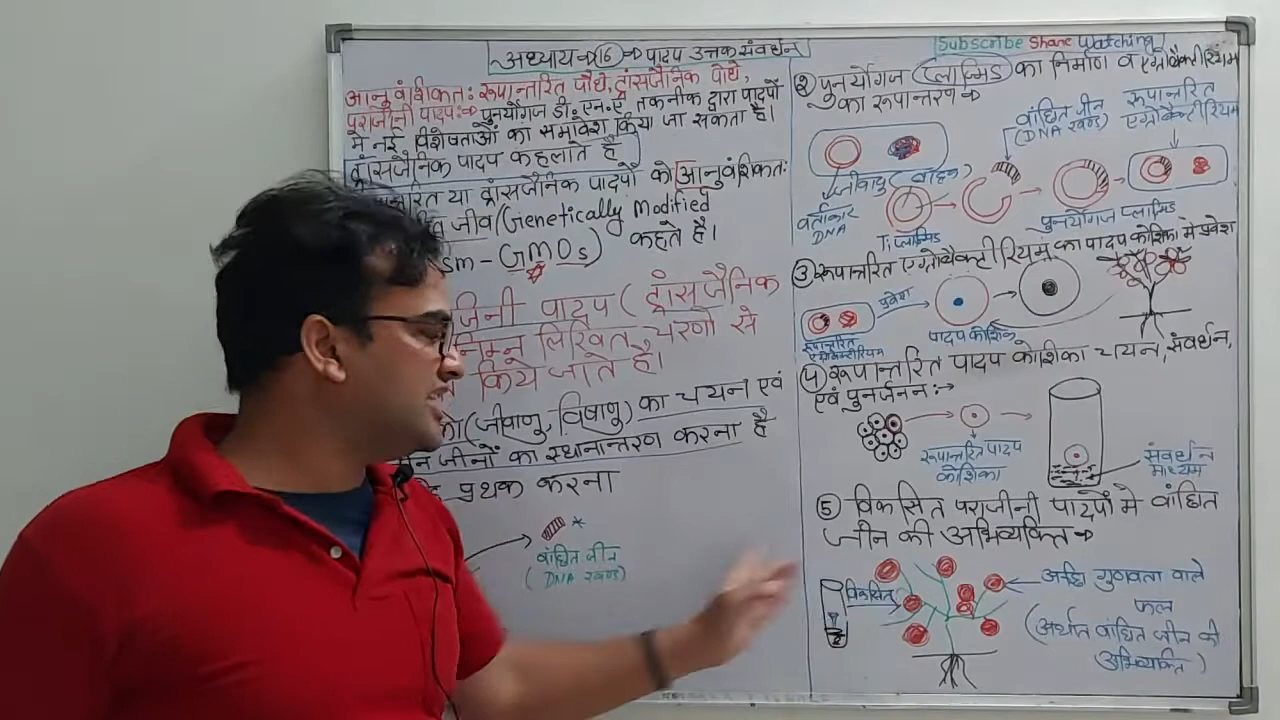 अध्याय क्र॰16 ⇒ पादप उत्तक संवर्धन
Subscribe Share Watching
आनुवंशिकतः रूपान्तरित पौधे, ट्रांसजैनिक पौधे,
पराजीनी पादपः⇒ पुनर्योगज डी. एन. ए. तकनीक द्वारा पादपों
मे नई विशेषताओं का समावेश किया जा सकता है।
ट्रांसजैनिक पादप कहलाते है
या ट्रांसजैनिक पादपों को आनुवंशिकतः
जीव (Genetically Modified
sm - GMOs) कहते है।
जिनी पादप (ट्रांसजैनिक
निम्न लिखित चरणों से
किये जाते है।
(जीवाणु, विषाणु) का चयन एवं
जीनों का स्थानान्तरण करना है
प्रथक करना
वांछित जीन
(DNA खण्ड)
② पुनर्योगज प्लाज्मिड का निर्माण व एग्रोबैक्टीरियम
का रूपान्तरण ⇒
वांछित जीन
(DNA खण्ड)
रूपान्तरित
एग्रोबैक्टीरियम
जीवाणु (वाहक)
वर्ताकार
DNA
Ti प्लाज्मिड
पुनर्योगज प्लाज्मिड
③ रूपान्तरित एग्रोबैक्टीरियम का पादप कोशिका मे प्रवेश
प्रवेश
रूपान्तरित
एग्रोबैक्टीरियम
पादप कोशिका
④ रूपान्तरित पादप कोशिका चयन, संवर्धन,
एवं पुनर्जनन :→
रूपान्तरित पादप
कोशिका
संवर्धन
माध्यम
⑤ विकसित पराजीनी पादपों मे वांछित
जीन की अभिव्यक्ति ⇒
विकसित
अच्छी गुणवता वाले
फल
(अर्थात वांछित जीन की
अभिव्यक्ति)